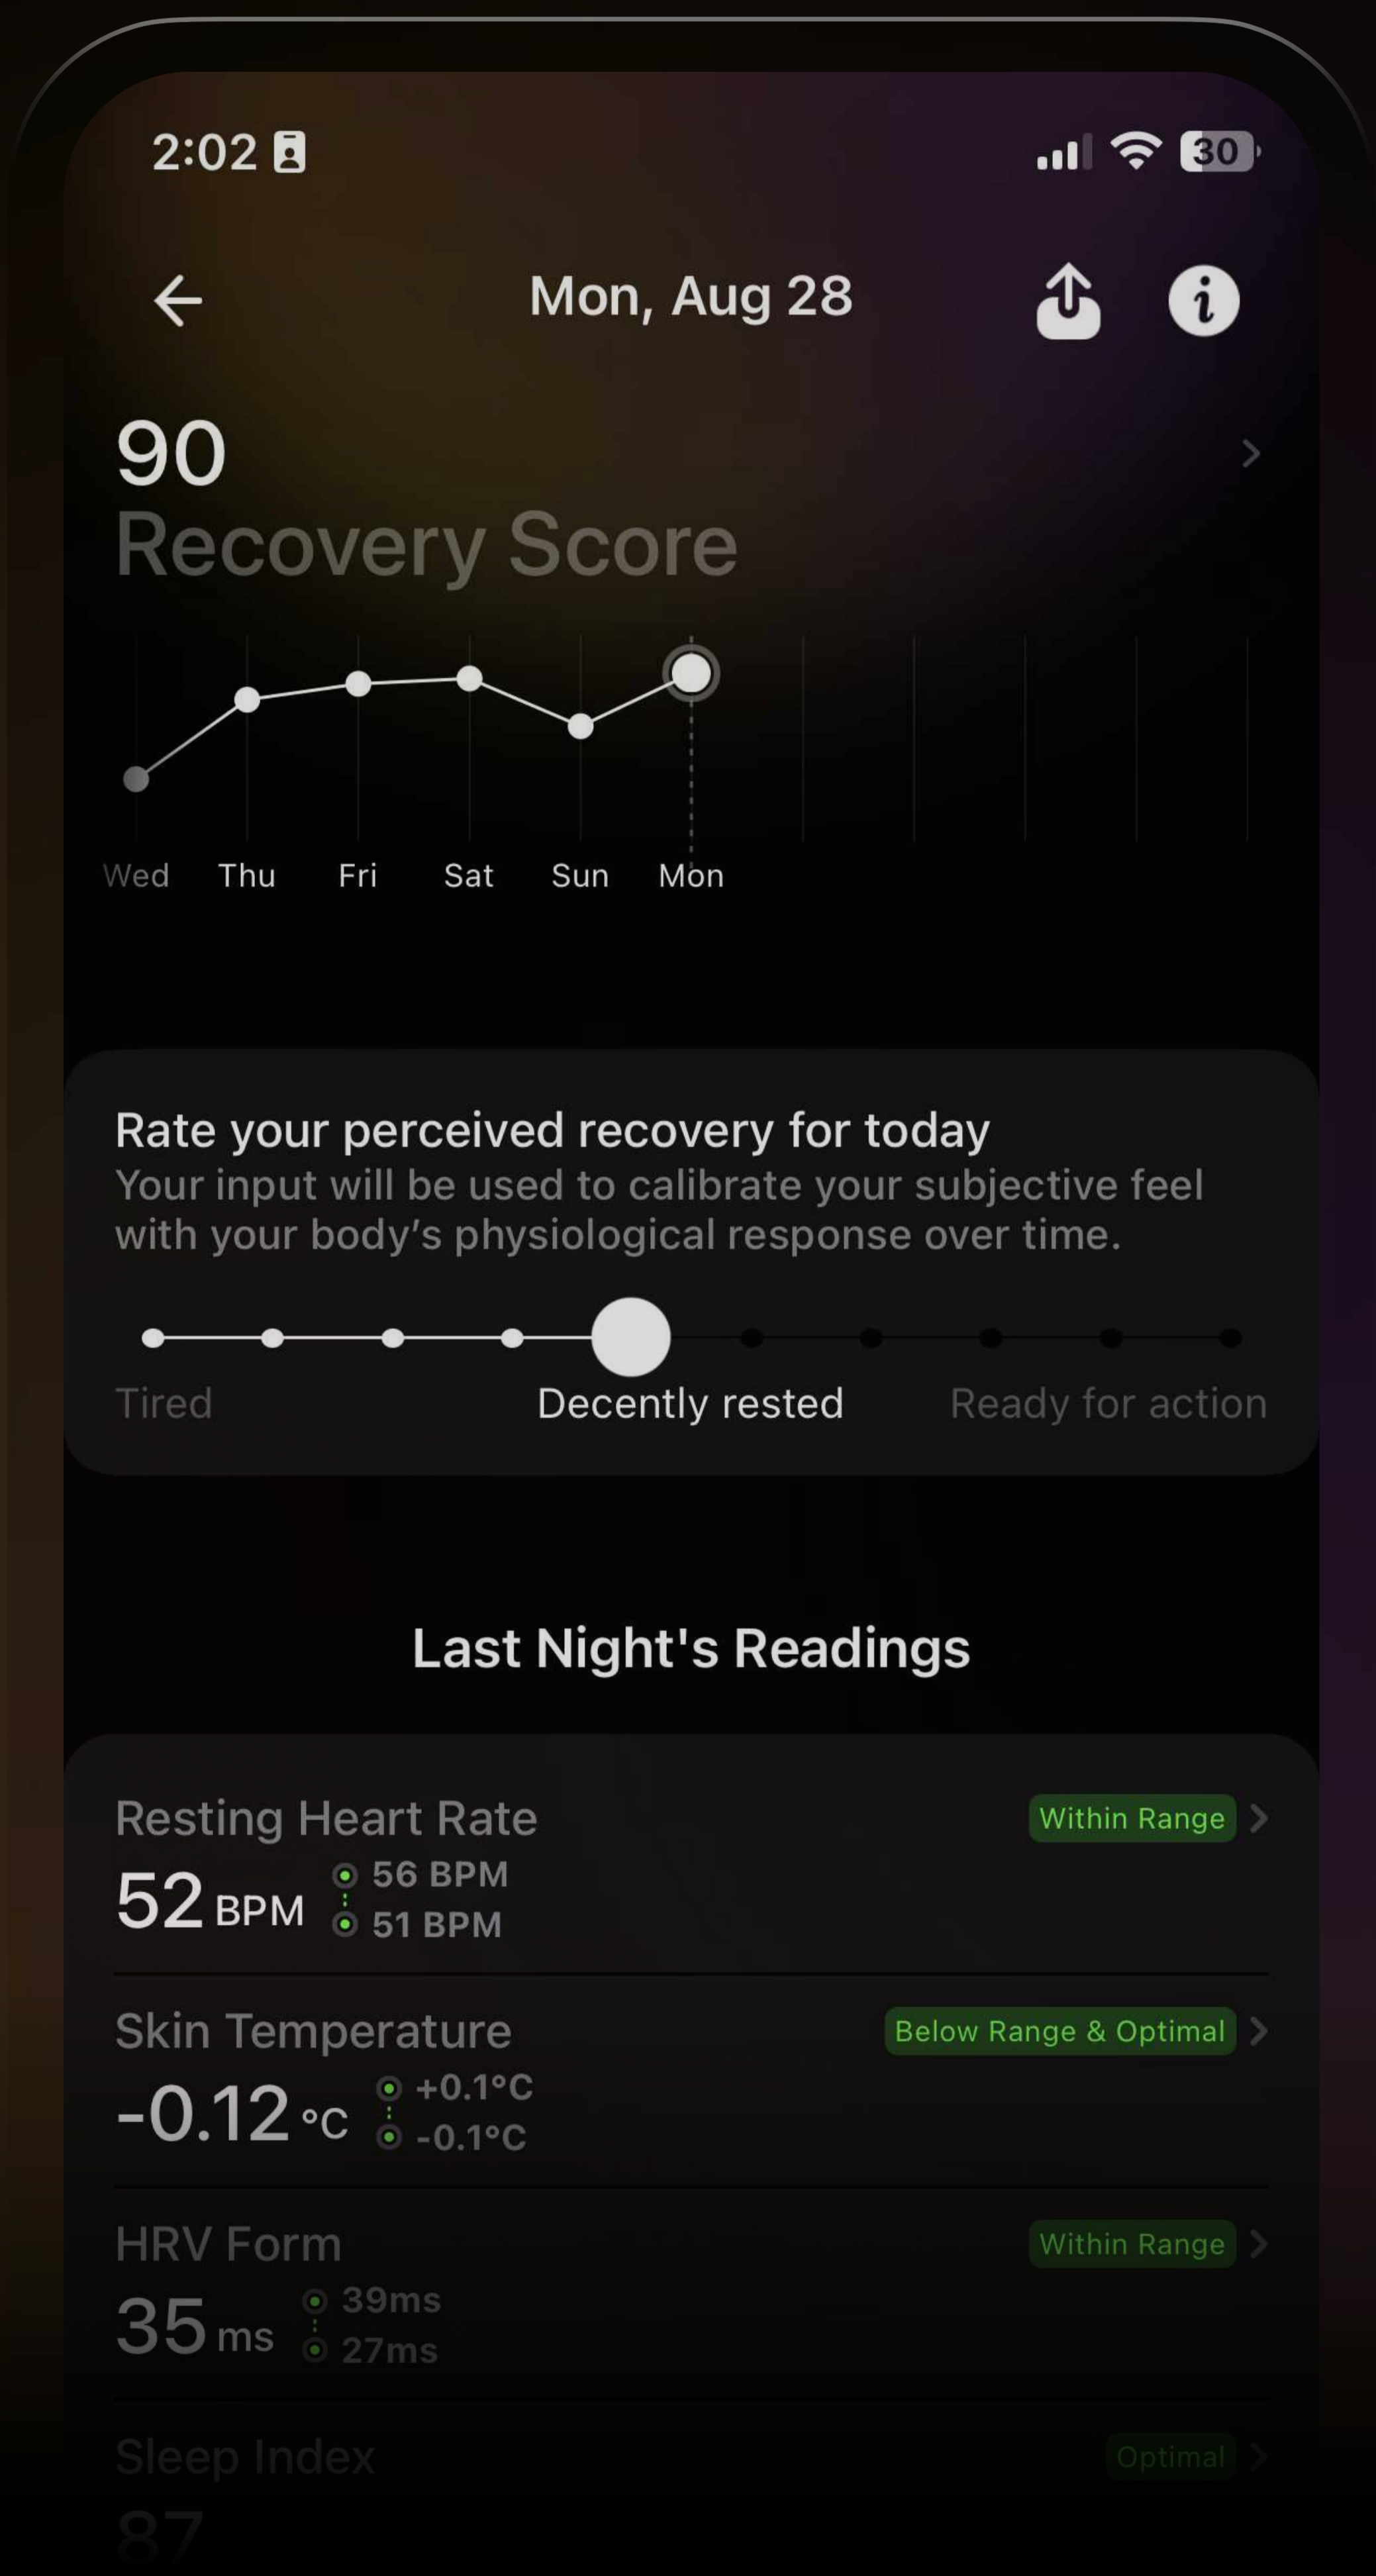 2:02
30
Mon, Aug 28
90
Recovery Score
Wed Thu Fri Sat Sun Mon
Rate your perceived recovery for today
Your input will be used to calibrate your subjective feel
with your body’s physiological response over time.
Tired Decently rested Ready for action
Last Night's Readings
Resting Heart Rate Within Range
52 BPM 56 BPM
51 BPM
Skin Temperature Below Range & Optimal
-0.12 °C +0.1°C
-0.1°C
HRV Form Within Range
35 ms 39ms
27ms
Sleep Index Optimal
87